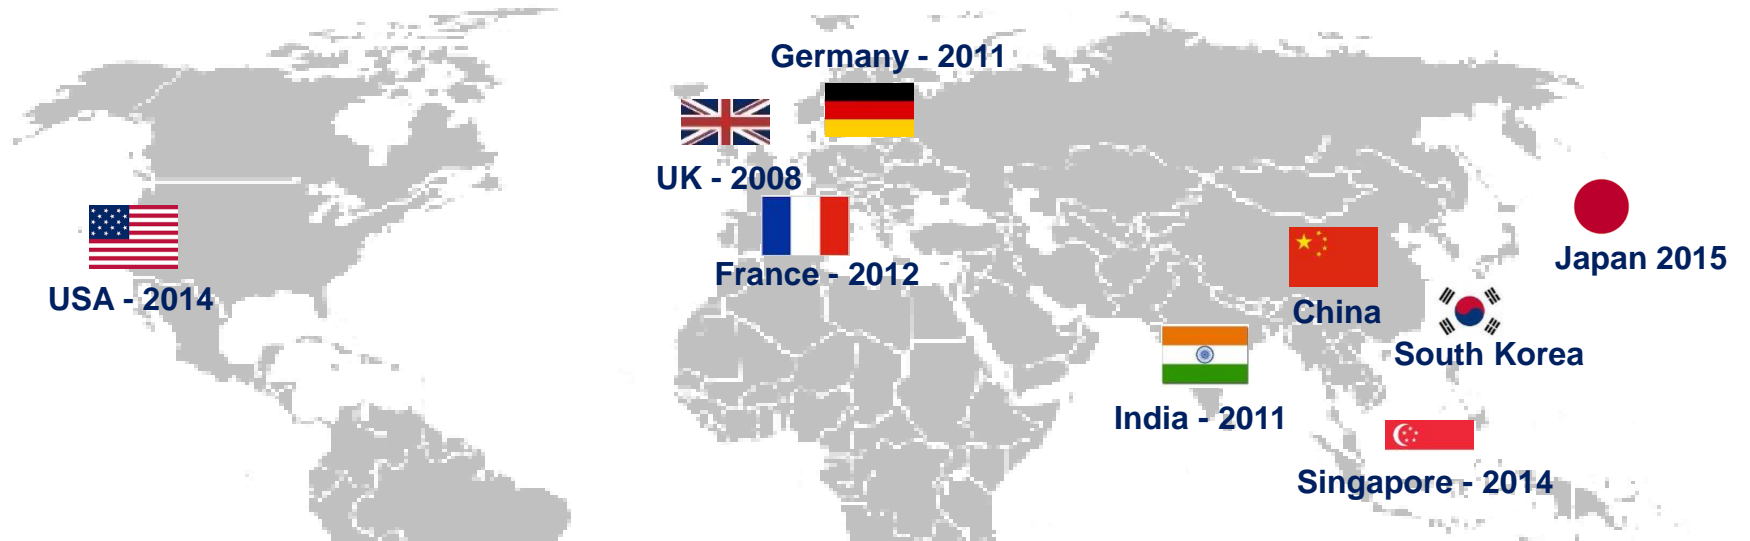 Germany - 2011
UK - 2008
France - 2012
USA - 2014
Japan 2015
China
South Korea
India - 2011
Singapore - 2014